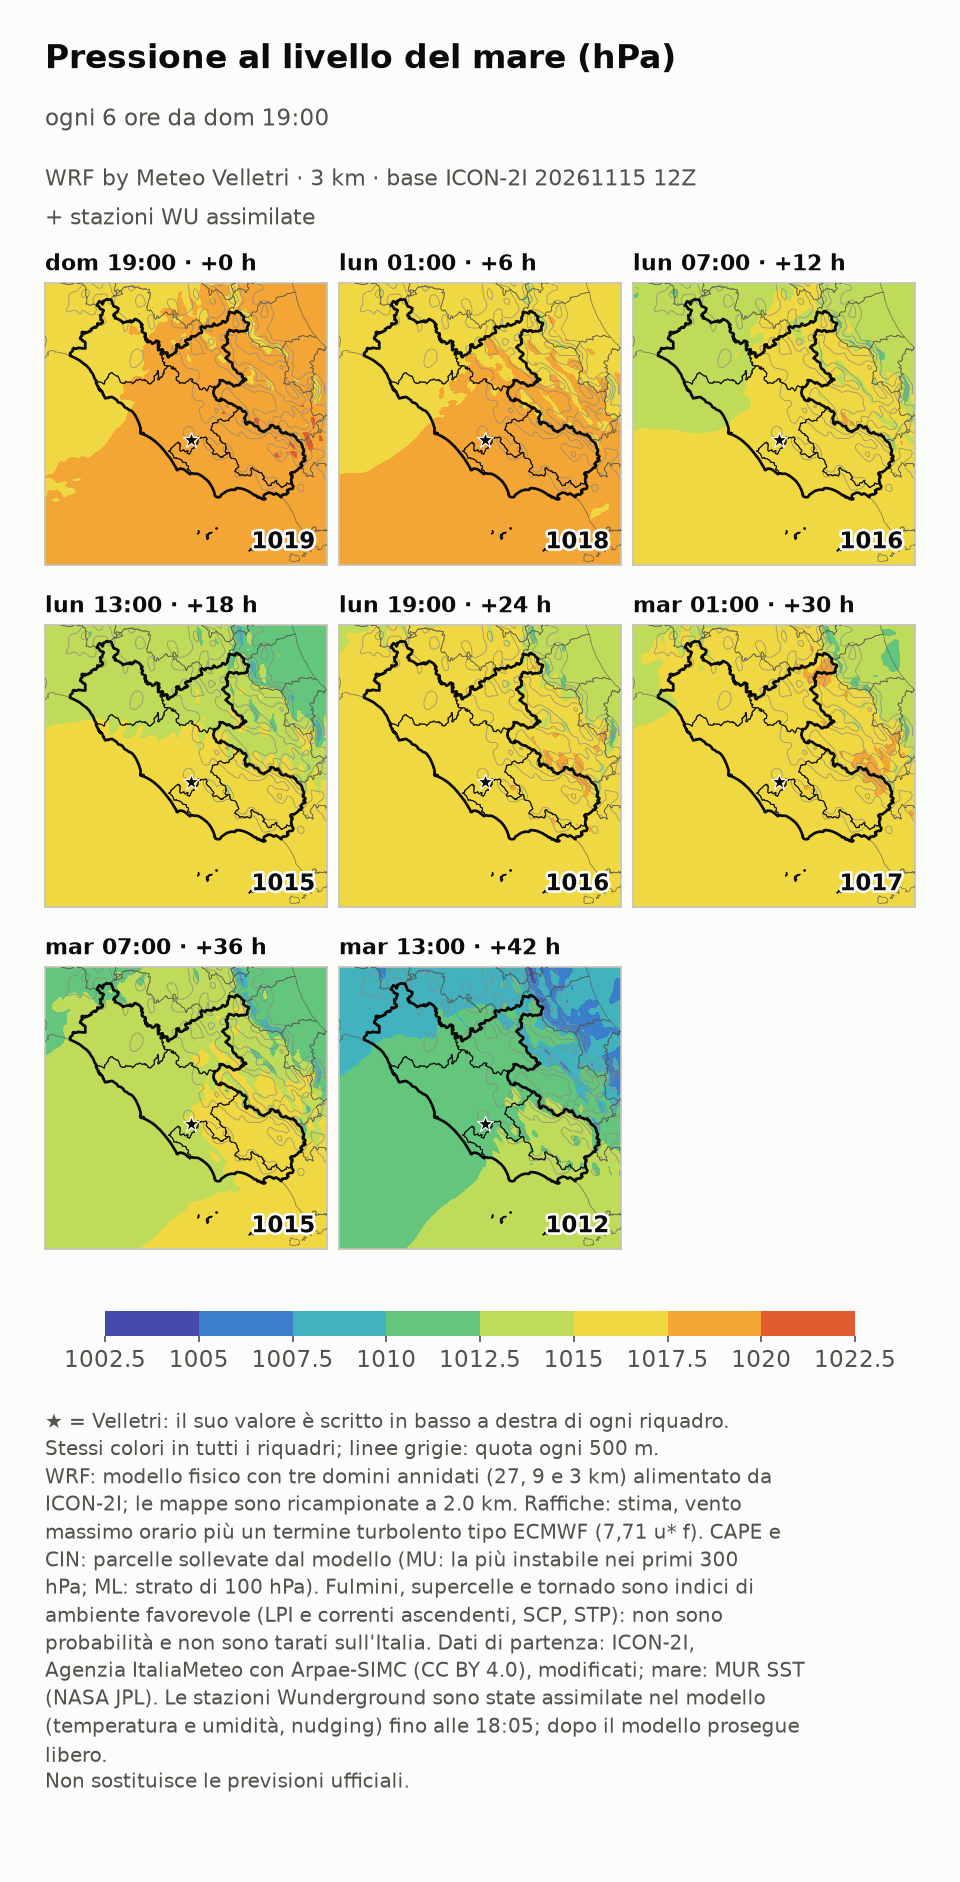 Pressione al livello del mare (hPa)
ogni 6 ore da dom 19:00
WRF by Meteo Velletri · 3 km · base ICON-2I 20261115 12Z
+ stazioni WU assimilate
dom 19:00 · +0 h
lun 01:00 · +6 h
lun 07:00 · +12 h
1019
1018
1016
lun 13:00 · +18 h
lun 19:00 · +24 h
mar 01:00 · +30 h
1015
1016
1017
mar 07:00 · +36 h
mar 13:00 · +42 h
1015
1012
1002.5 1005 1007.5 1010 1012.5 1015 1017.5 1020 1022.5
★ = Velletri: il suo valore è scritto in basso a destra di ogni riquadro.
Stessi colori in tutti i riquadri; linee grigie: quota ogni 500 m.
WRF: modello fisico con tre domini annidati (27, 9 e 3 km) alimentato da
ICON-2I; le mappe sono ricampionate a 2.0 km. Raffiche: stima, vento
massimo orario più un termine turbolento tipo ECMWF (7,71 u* f). CAPE e
CIN: parcelle sollevate dal modello (MU: la più instabile nei primi 300
hPa; ML: strato di 100 hPa). Fulmini, supercelle e tornado sono indici di
ambiente favorevole (LPI e correnti ascendenti, SCP, STP): non sono
probabilità e non sono tarati sull'Italia. Dati di partenza: ICON-2I,
Agenzia ItaliaMeteo con Arpae-SIMC (CC BY 4.0), modificati; mare: MUR SST
(NASA JPL). Le stazioni Wunderground sono state assimilate nel modello
(temperatura e umidità, nudging) fino alle 18:05; dopo il modello prosegue
libero.
Non sostituisce le previsioni ufficiali.